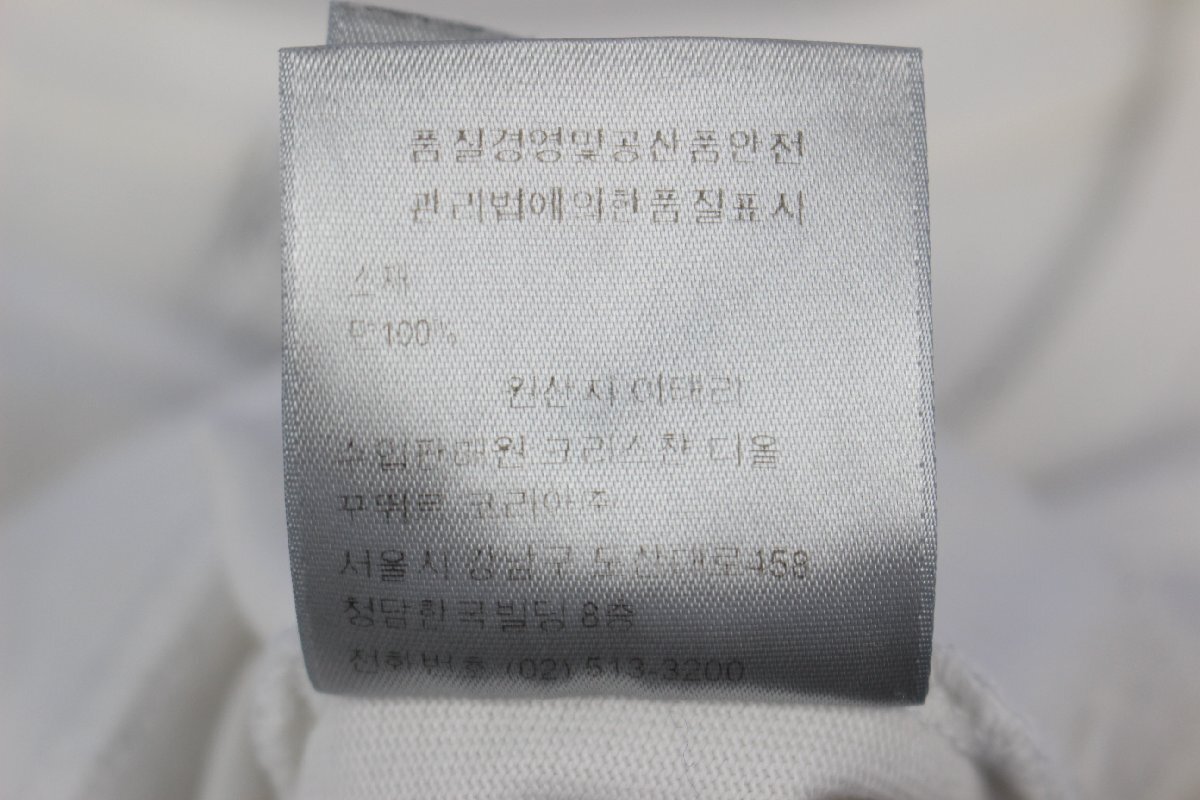 품질경영및공산품안전
관리법에의한품질표시
소재
면100%
원산지 이태리
수입판매원 크리스챤 디올
꾸뛰르 코리아주
서울시 강남구 도산대로458
청담한국빌딩 8층
전화번호 (02) 513-3200